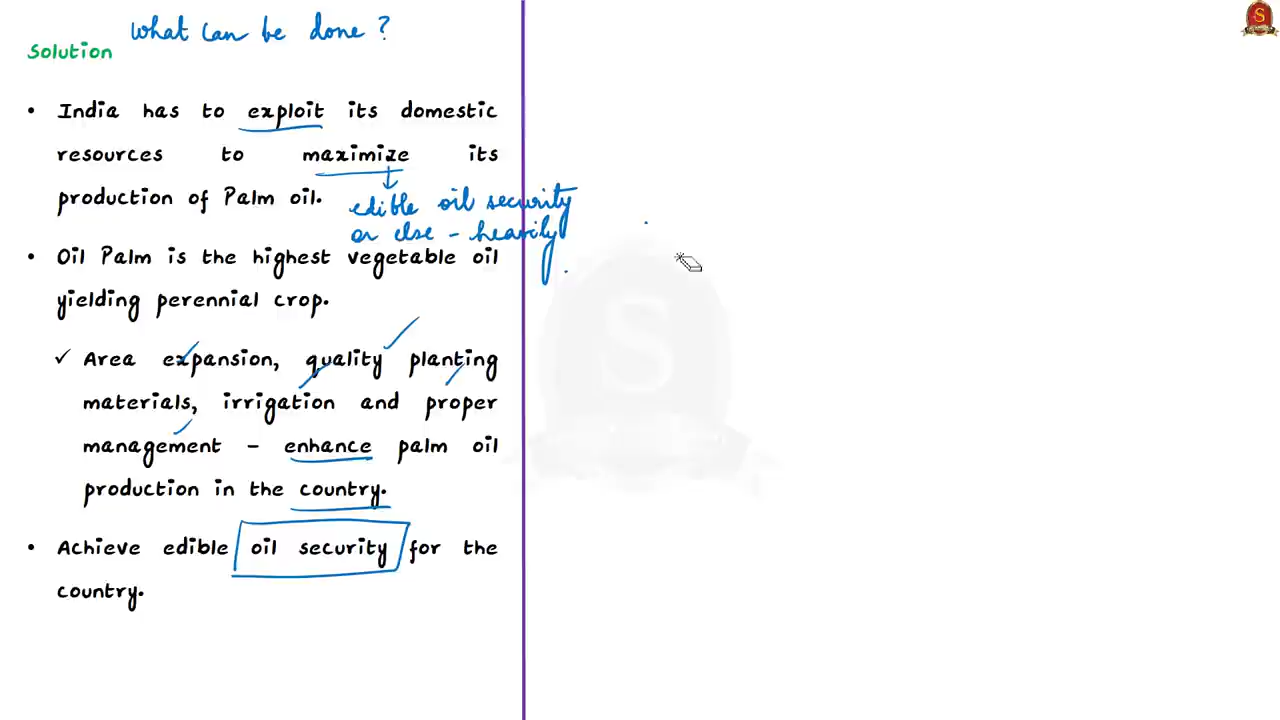 What can be done ?
Solution
• India has to exploit its domestic
resources to maximize its
production of Palm oil.
edible oil security
or else - heavily
• Oil Palm is the highest vegetable oil
yielding perennial crop.
✓ Area expansion, quality planting
materials, irrigation and proper
management - enhance palm oil
production in the country.
• Achieve edible oil security for the
country.
S
S